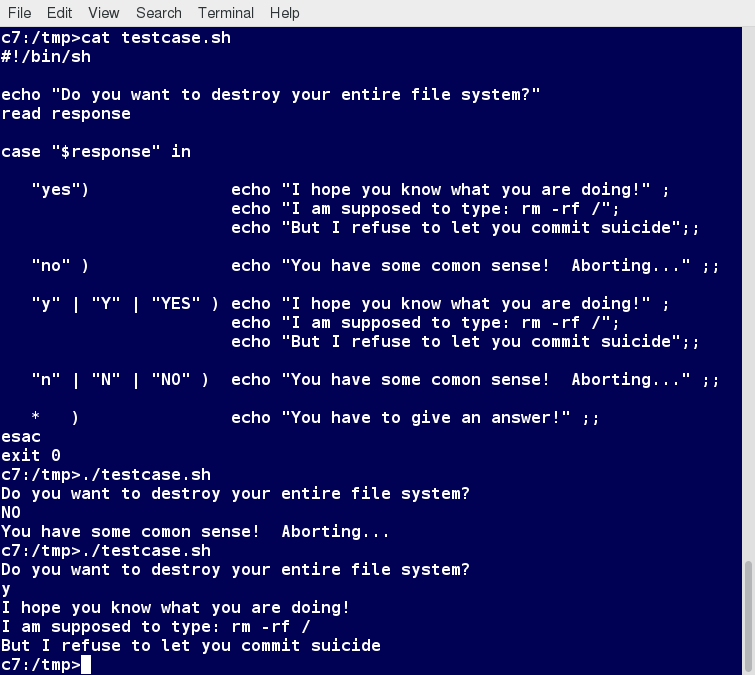 File Edit View Search Terminal Help
c7:/tmp>cat testcase.sh
#!/bin/sh
echo "Do you want to destroy your entire file system?"
read response
case "$response" in
   "yes")              echo "I hope you know what you are doing!" ;
                       echo "I am supposed to type: rm -rf /";
                       echo "But I refuse to let you commit suicide";;
   "no" )              echo "You have some comon sense!  Aborting..." ;;
   "y" | "Y" | "YES" ) echo "I hope you know what you are doing!" ;
                       echo "I am supposed to type: rm -rf /";
                       echo "But I refuse to let you commit suicide";;
   "n" | "N" | "NO" )  echo "You have some comon sense!  Aborting..." ;;
   *   )               echo "You have to give an answer!" ;;
esac
exit 0
c7:/tmp>./testcase.sh
Do you want to destroy your entire file system?
NO
You have some comon sense!  Aborting...
c7:/tmp>./testcase.sh
Do you want to destroy your entire file system?
y
I hope you know what you are doing!
I am supposed to type: rm -rf /
But I refuse to let you commit suicide
c7:/tmp>